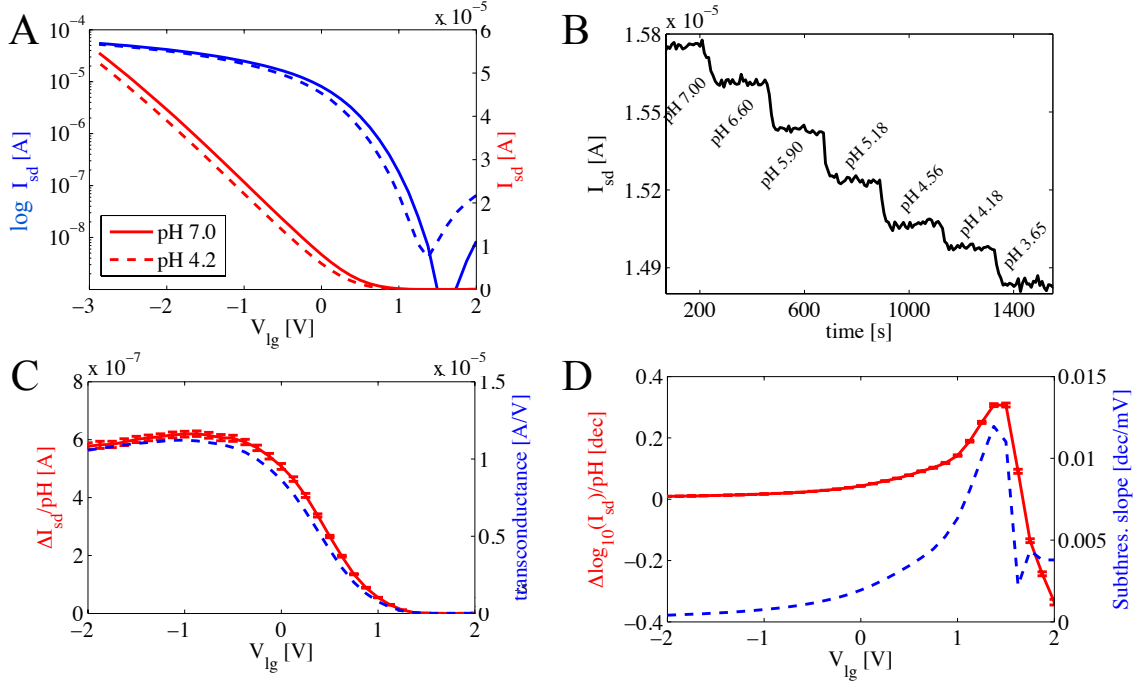 A
x 10^-5
10^-4
10^-5
10^-6
10^-7
10^-8
log I_sd [A]
6
5
4
3
2
1
0
I_sd [A]
pH 7.0
pH 4.2
−3 −2 −1 0 1 2
V_lg [V]
B
x 10^-5
1.58
1.55
1.52
1.49
I_sd [A]
pH 7.00
pH 6.60
pH 5.90
pH 5.18
pH 4.56
pH 4.18
pH 3.65
200 600 1000 1400
time [s]
C
x 10^-7
x 10^-5
8
6
4
2
0
ΔI_sd/pH [A]
1.5
1
0.5
0
transconductance [A/V]
−2 −1 0 1 2
V_lg [V]
D
0.4
0.2
0
−0.2
−0.4
Δlog_10(I_sd)/pH [dec]
0.015
0.010
0.005
0
Subthres. slope [dec/mV]
−2 −1 0 1 2
V_lg [V]